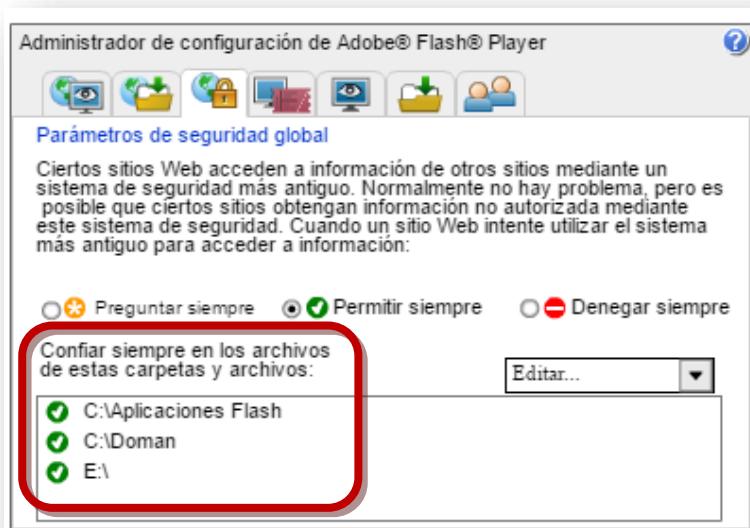 Administrador de configuración de Adobe® Flash® Player
?
Parámetros de seguridad global
Ciertos sitios Web acceden a información de otros sitios mediante un
sistema de seguridad más antiguo. Normalmente no hay problema, pero es
posible que ciertos sitios obtengan información no autorizada mediante
este sistema de seguridad. Cuando un sitio Web intente utilizar el sistema
más antiguo para acceder a información:
Preguntar siempre Permitir siempre Denegar siempre
Confiar siempre en los archivos
de estas carpetas y archivos:
Editar...
C:\Aplicaciones Flash
C:\Doman
E:\